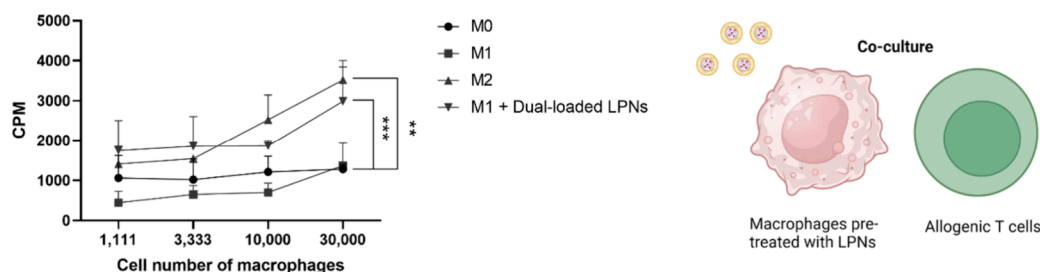 5000
4000
3000
2000
1000
0
CPM
1,111
3,333
10,000
30,000
Cell number of macrophages
***
**
M0
M1
M2
M1 + Dual-loaded LPNs
Co-culture
Macrophages pre-
treated with LPNs
Allogenic T cells